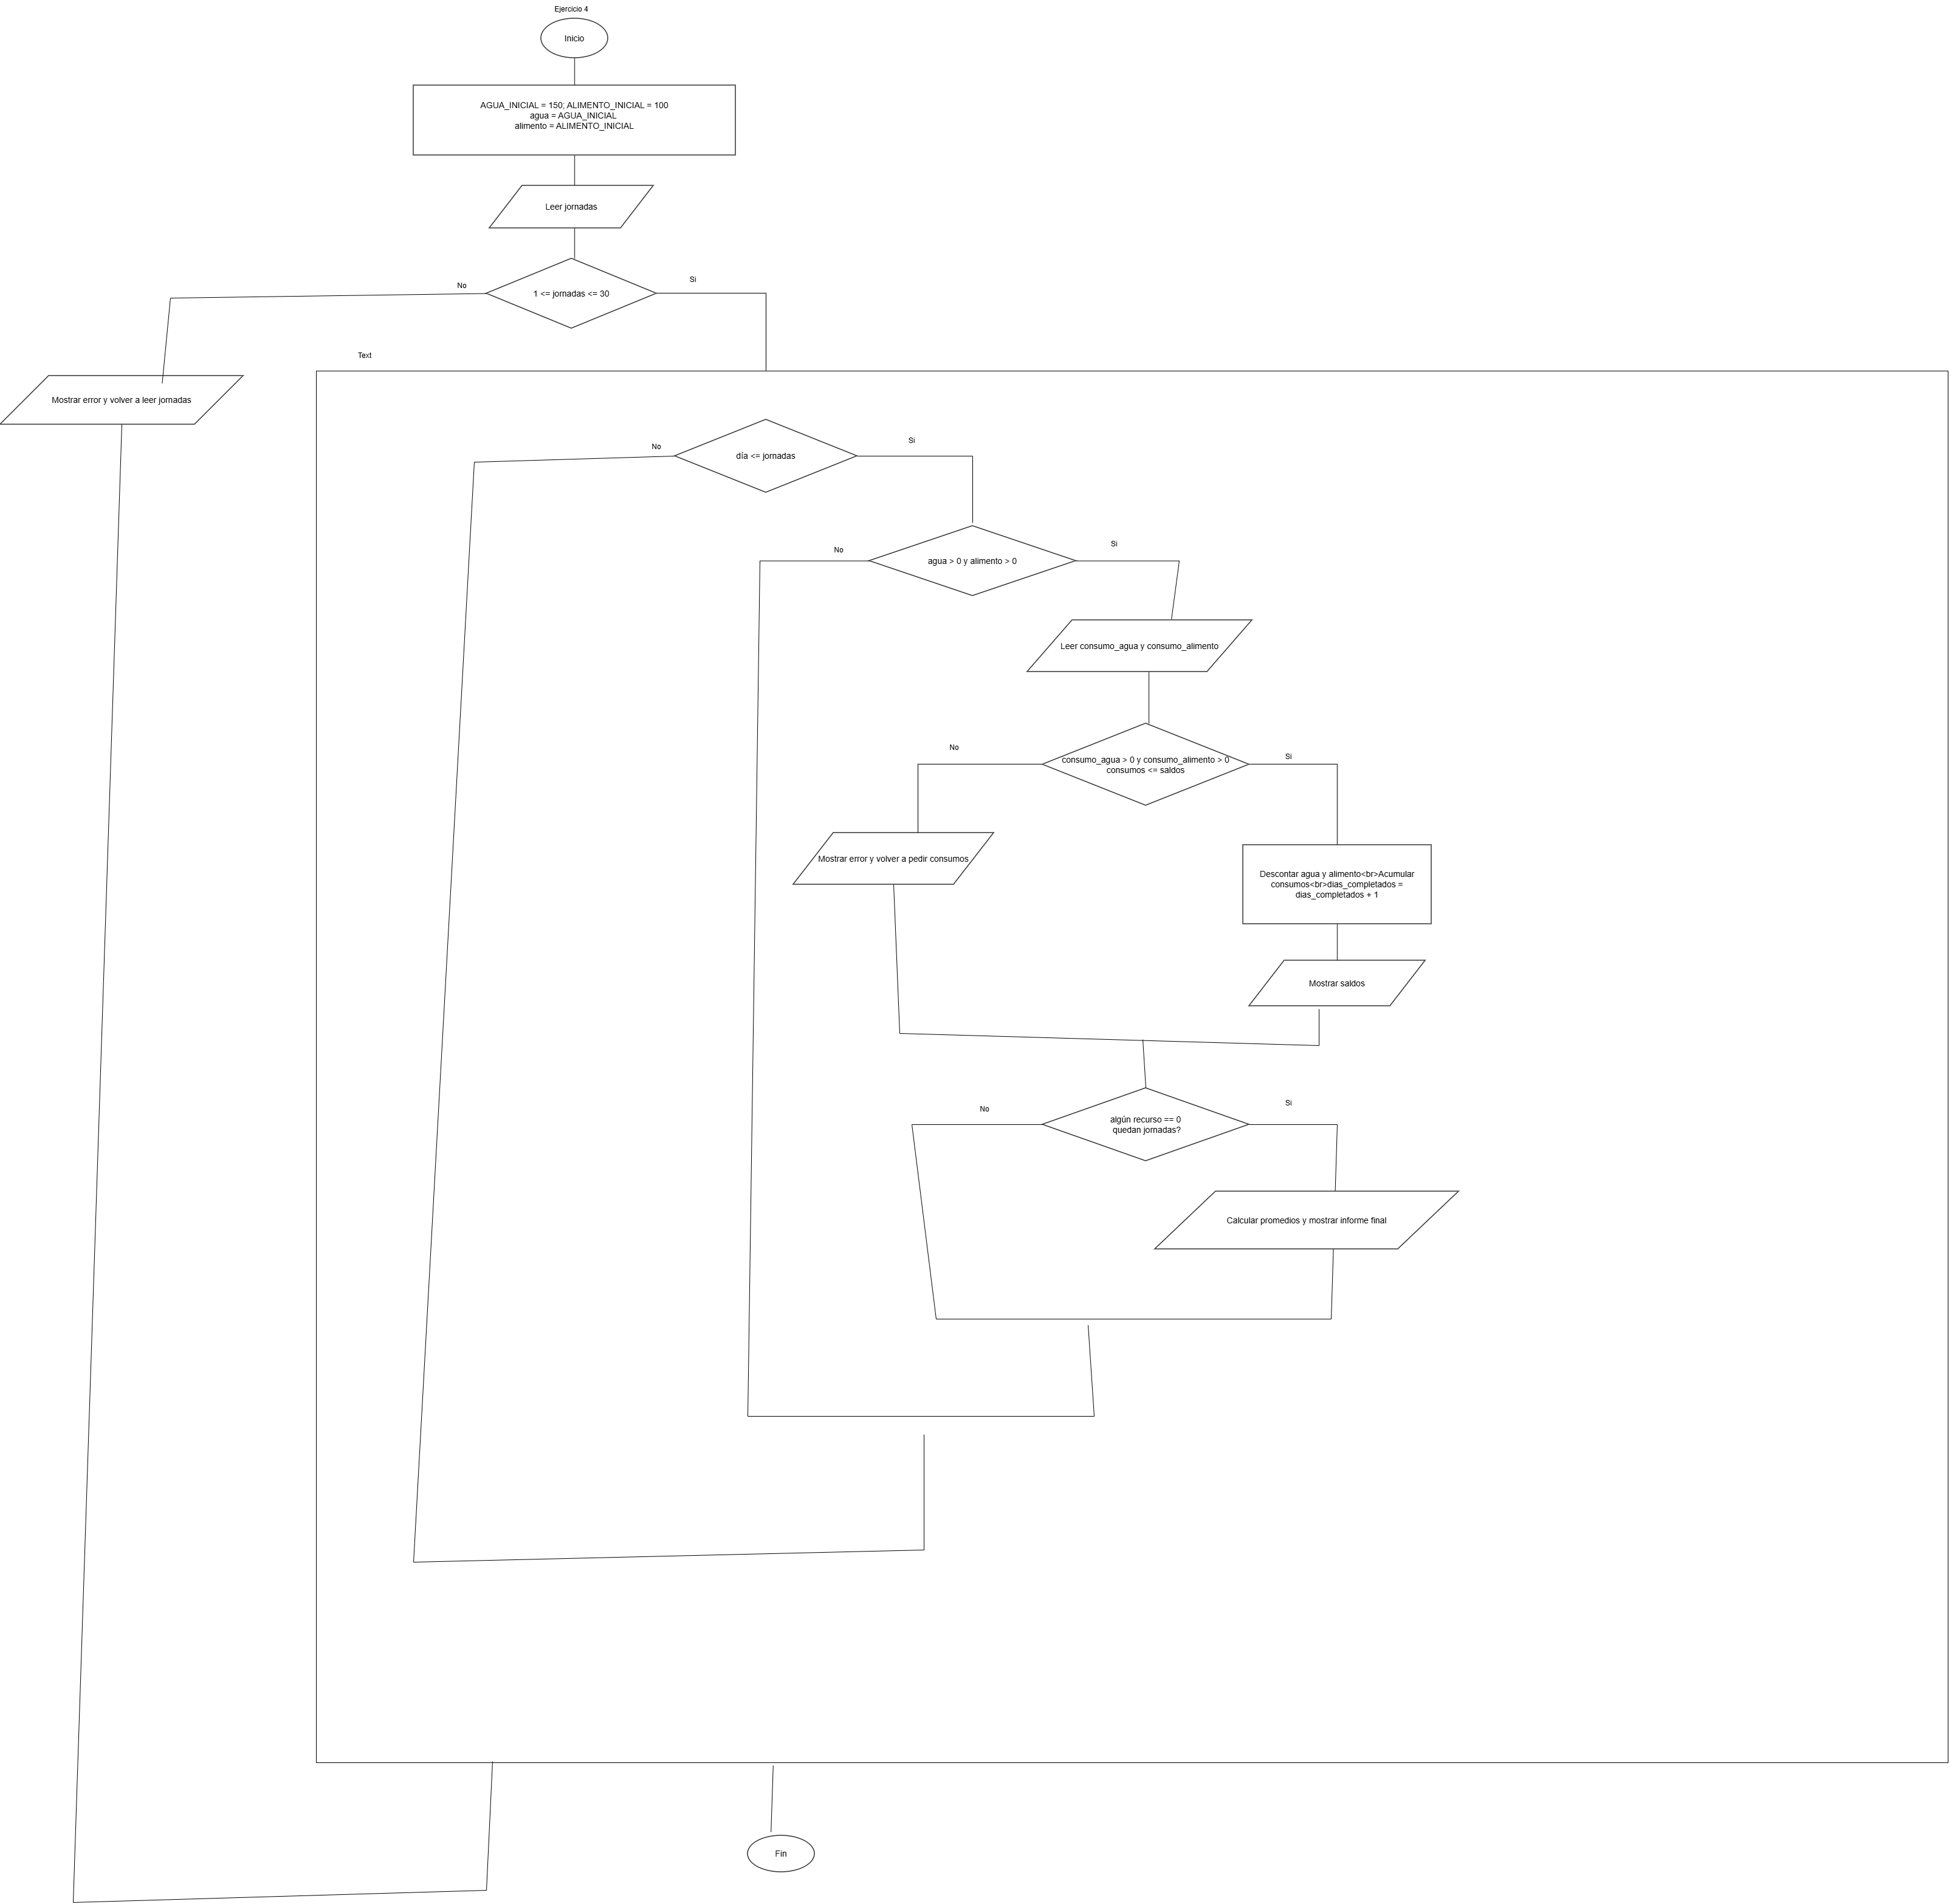 Ejercicio 4
Inicio
AGUA_INICIAL = 150; ALIMENTO_INICIAL = 100
agua = AGUA_INICIAL
alimento = ALIMENTO_INICIAL
Leer jornadas
No
Si
1 <= jornadas <= 30
Text
Mostrar error y volver a leer jornadas
No
Si
día <= jornadas
No
Si
agua > 0 y alimento > 0
Leer consumo_agua y consumo_alimento
No
Si
consumo_agua > 0 y consumo_alimento > 0
consumos <= saldos
Mostrar error y volver a pedir consumos
Descontar agua y alimento<br>Acumular
consumos<br>dias_completados =
dias_completados + 1
Mostrar saldos
No
Si
algún recurso == 0
quedan jornadas?
Calcular promedios y mostrar informe final
Fin